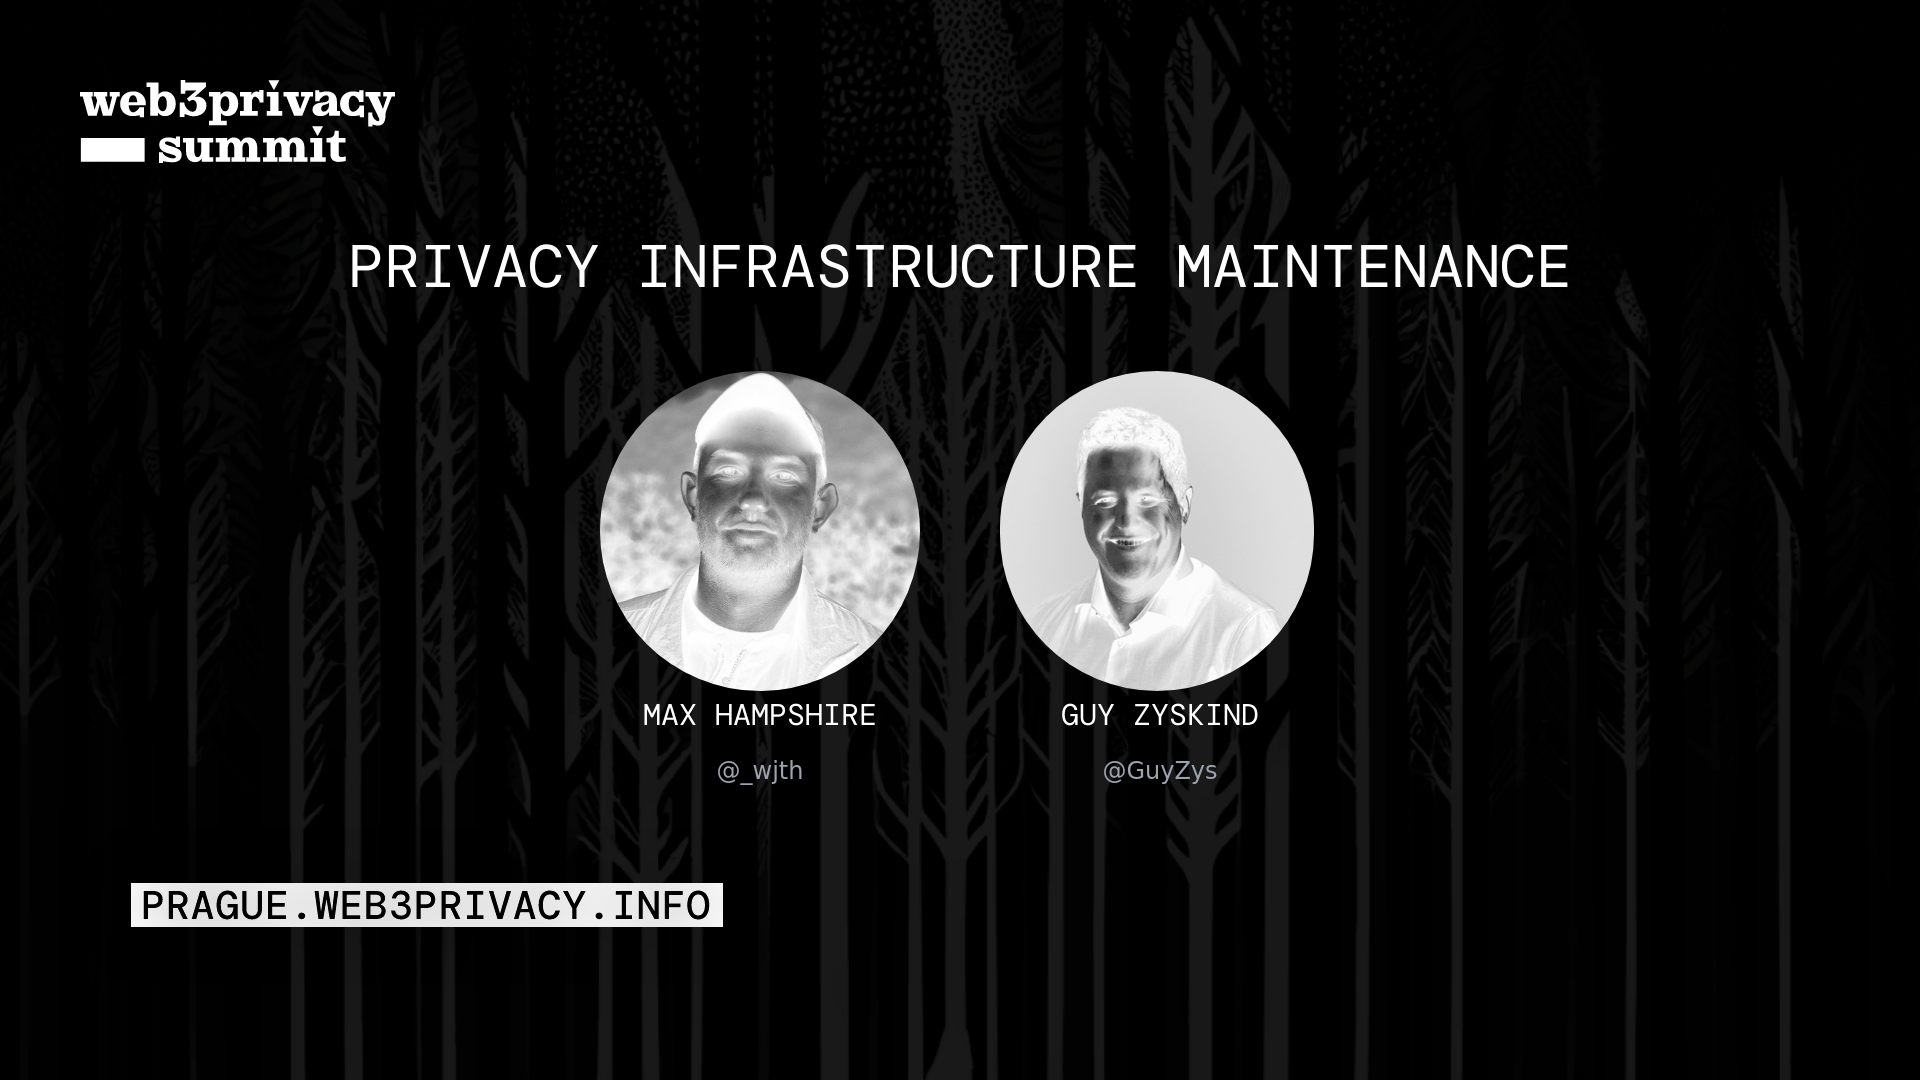 web3privacy
summit
PRIVACY INFRASTRUCTURE MAINTENANCE
MAX HAMPSHIRE
GUY ZYSKIND
@_wjth
@GuyZys
PRAGUE.WEB3PRIVACY.INFO